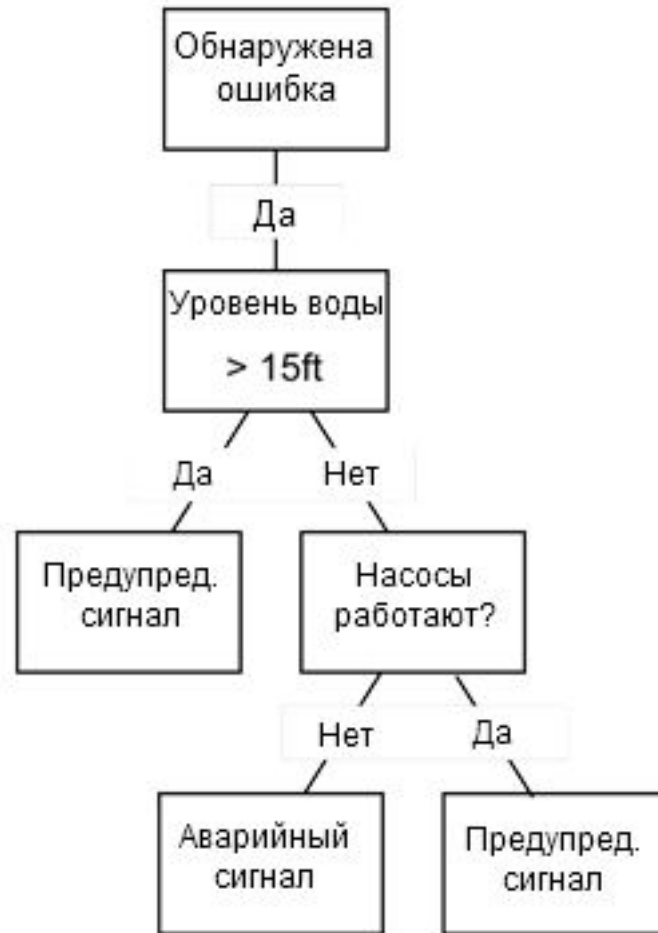 Обнаружена
ошибка
Да
Уровень воды
> 15ft
Да
Нет
Предупред.
сигнал
Насосы
работают?
Нет
Да
Аварийный
сигнал
Предупред.
сигнал